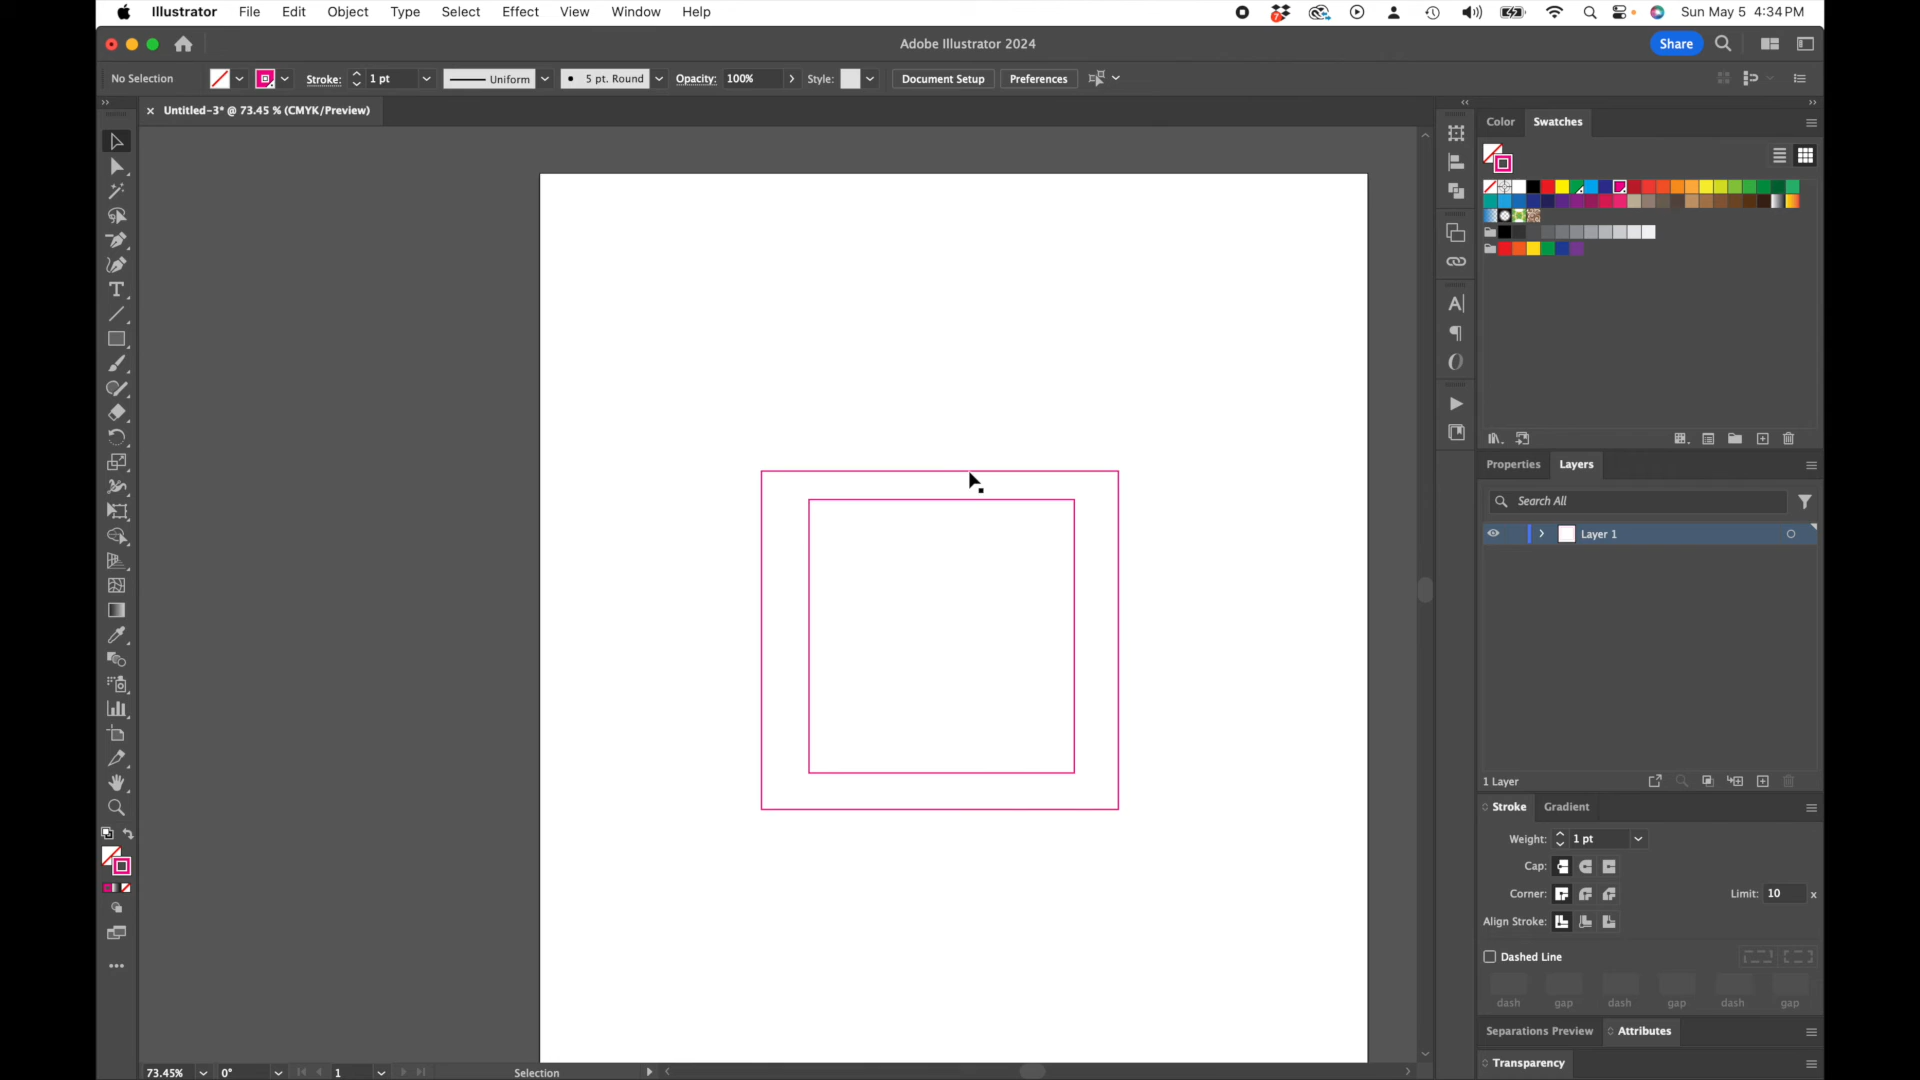 Illustrator File Edit Object Type Select Effect View Window Help
Sun May 5 4:34 PM
Adobe Illustrator 2024
Share
No Selection
Stroke:
1 pt
Uniform
5 pt. Round
Opacity:
100%
Style:
Document Setup
Preferences
Untitled-3* @ 73.45 % (CMYK/Preview)
Color
Swatches
Properties
Layers
Search All
Layer 1
1 Layer
Stroke
Gradient
Weight:
1 pt
Cap:
Corner:
Limit:
10
x
Align Stroke:
Dashed Line
dash gap dash gap dash gap
Separations Preview
Attributes
Transparency
73.45%
0°
1
Selection